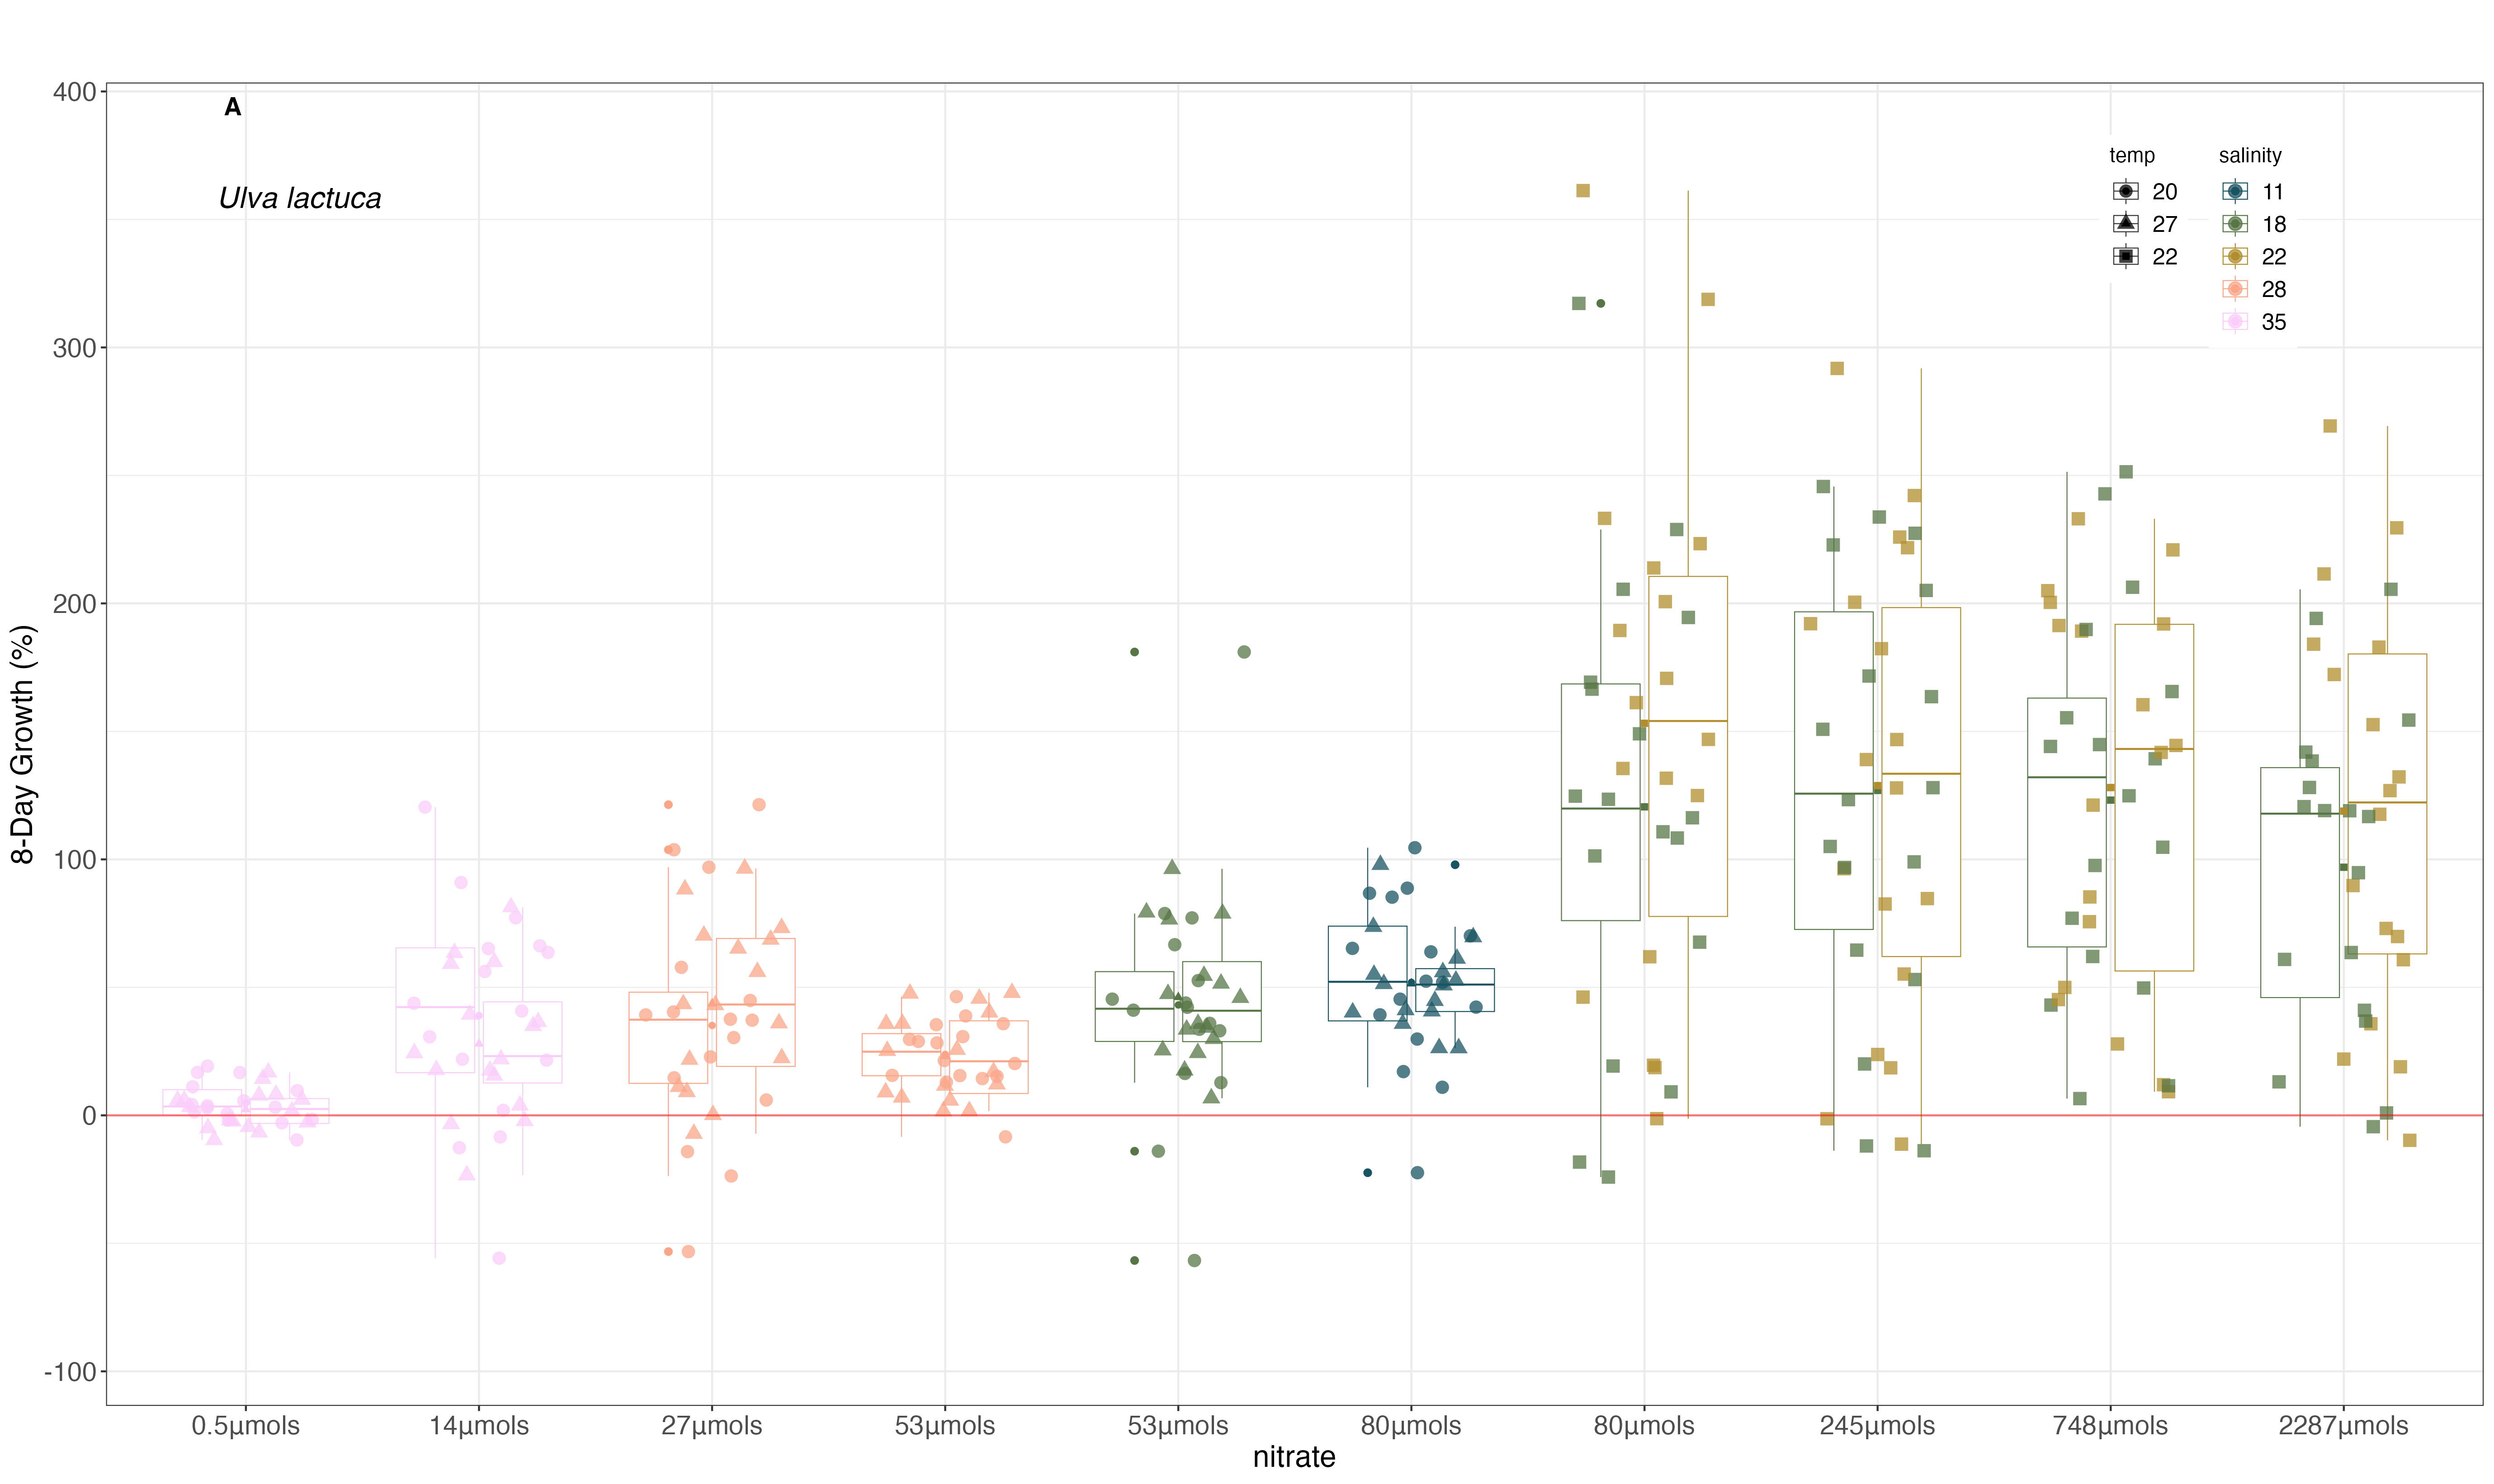 A
Ulva lactuca
temp
20
27
22
salinity
11
18
22
28
35
8-Day Growth (%)
400
300
200
100
0
-100
0.5µmols 14µmols 27µmols 53µmols 53µmols 80µmols 80µmols 245µmols 748µmols 2287µmols
nitrate